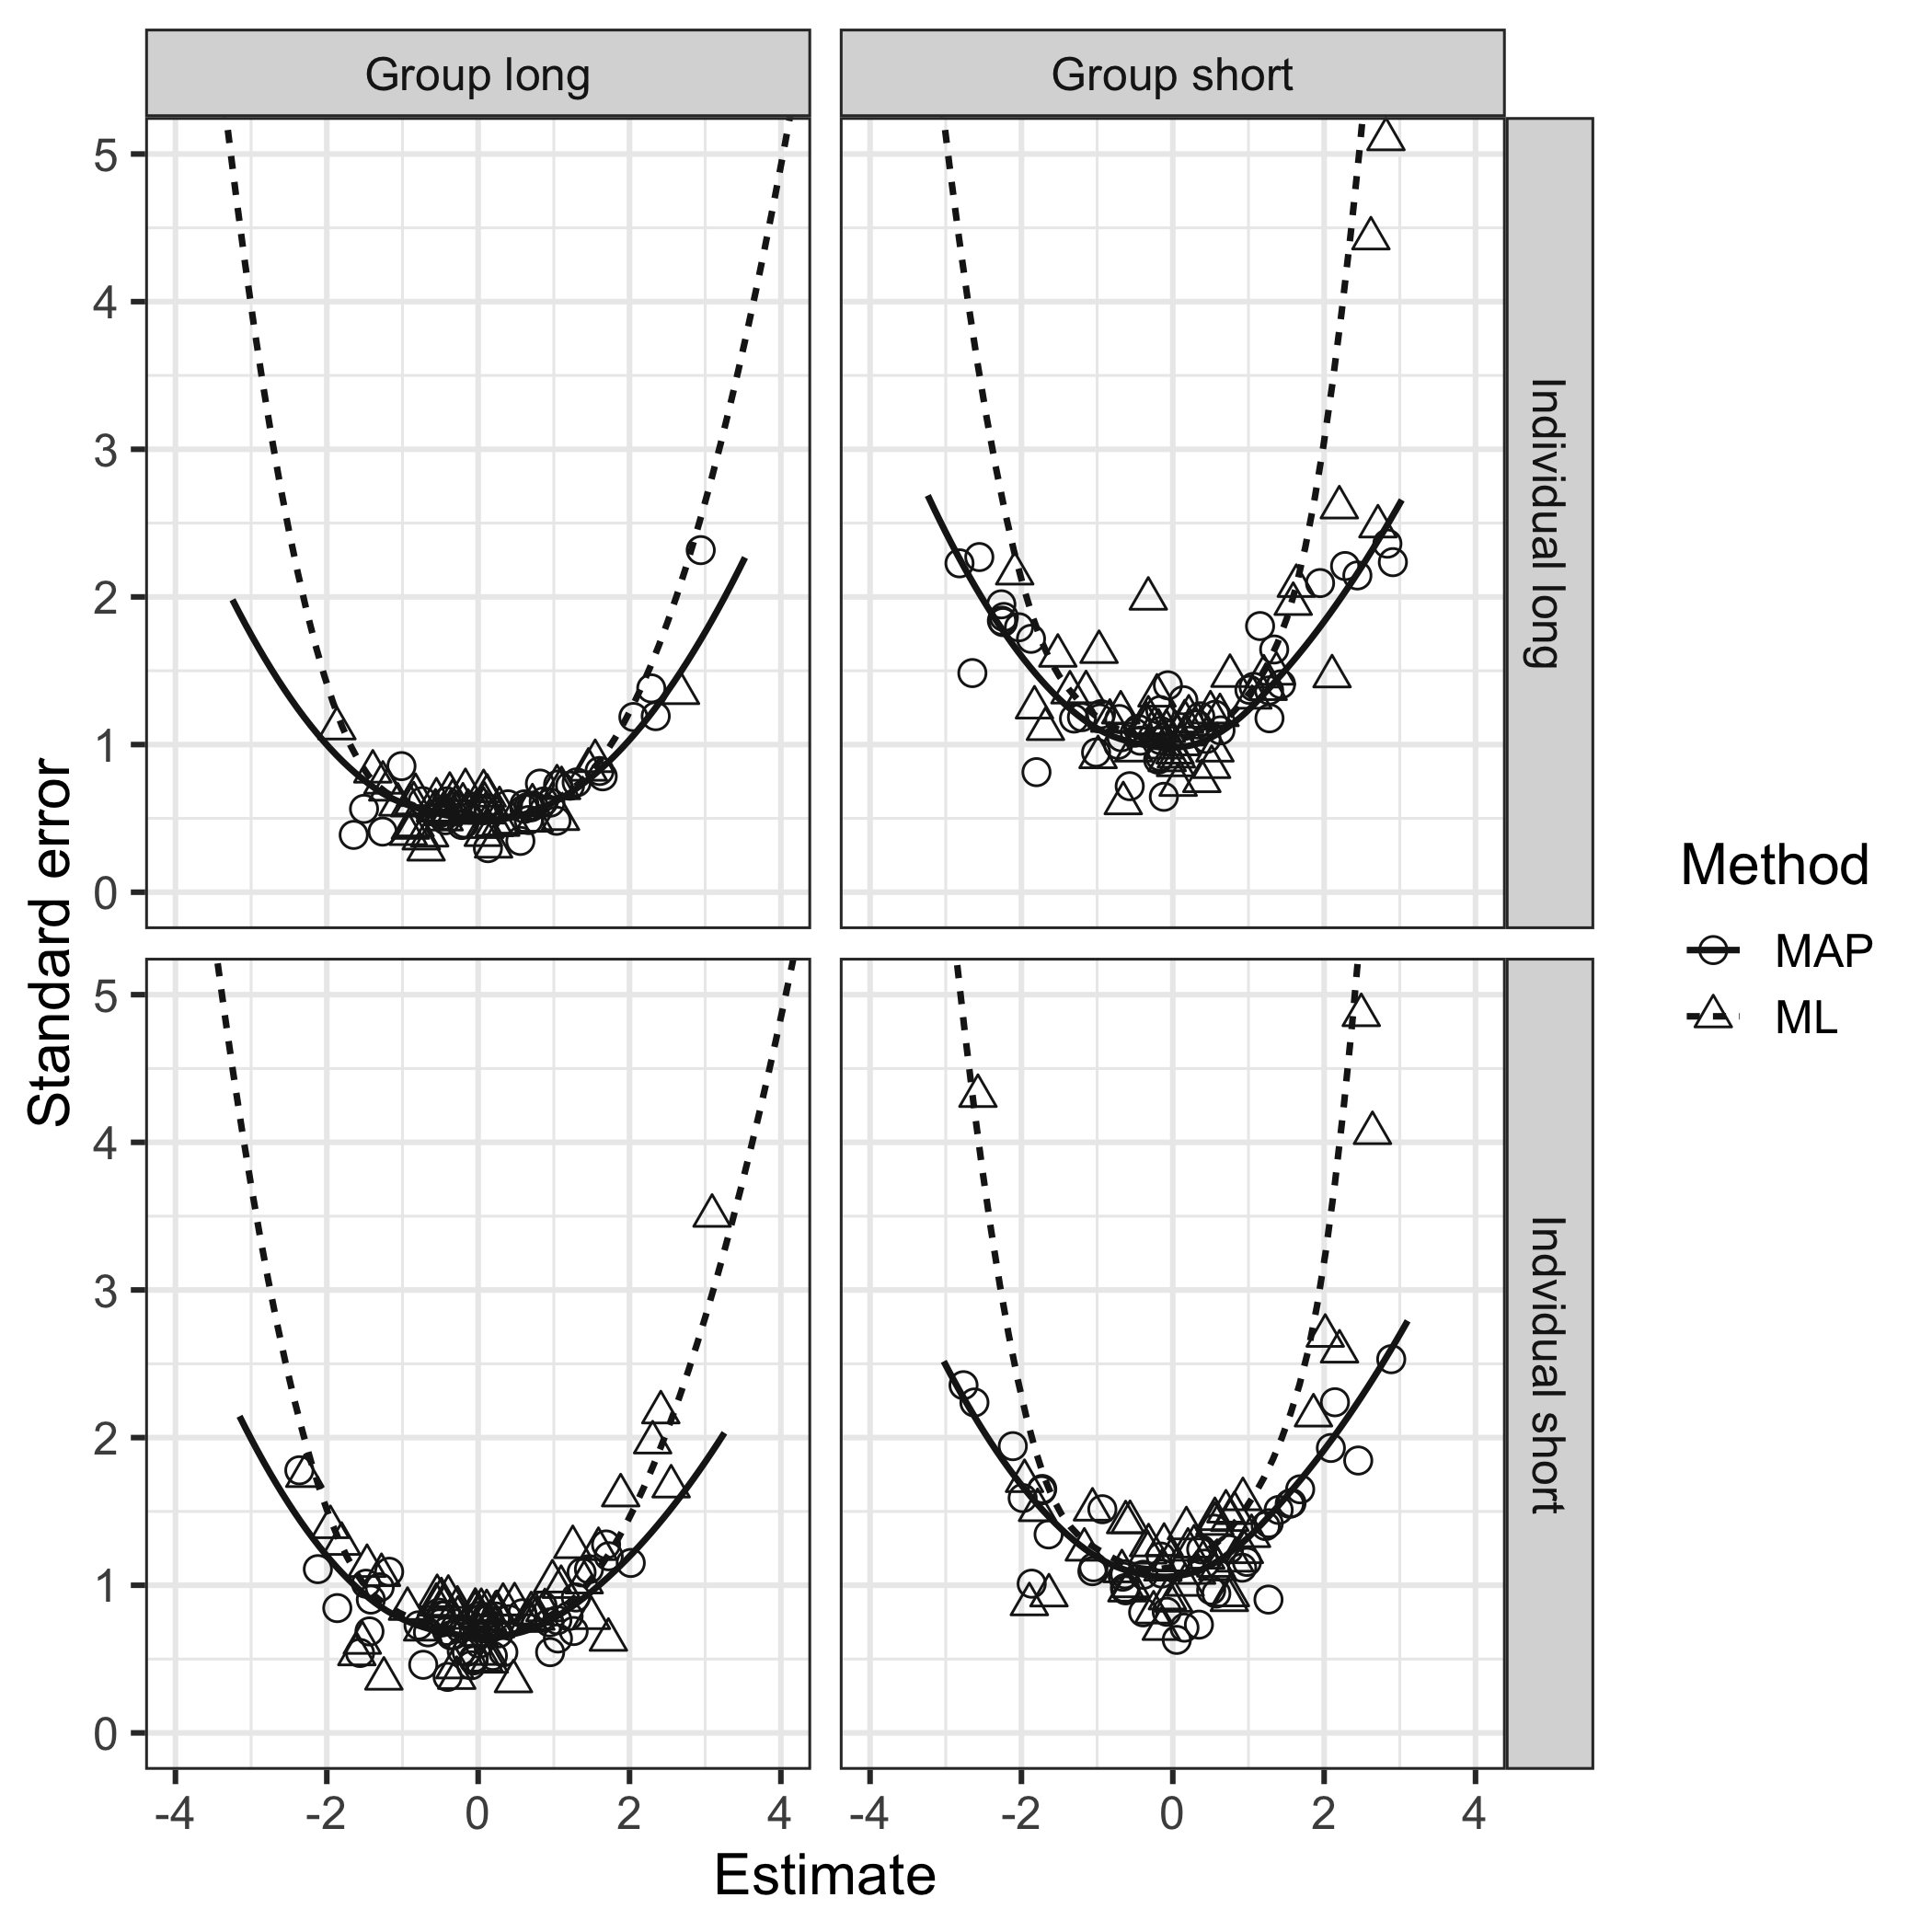 Group long
Group short
5
4
3
2
1
0
Individual long
5
4
3
2
1
0
Indvidual short
-4 -2 0 2 4
-4 -2 0 2 4
Estimate
Standard error
Method
MAP
ML